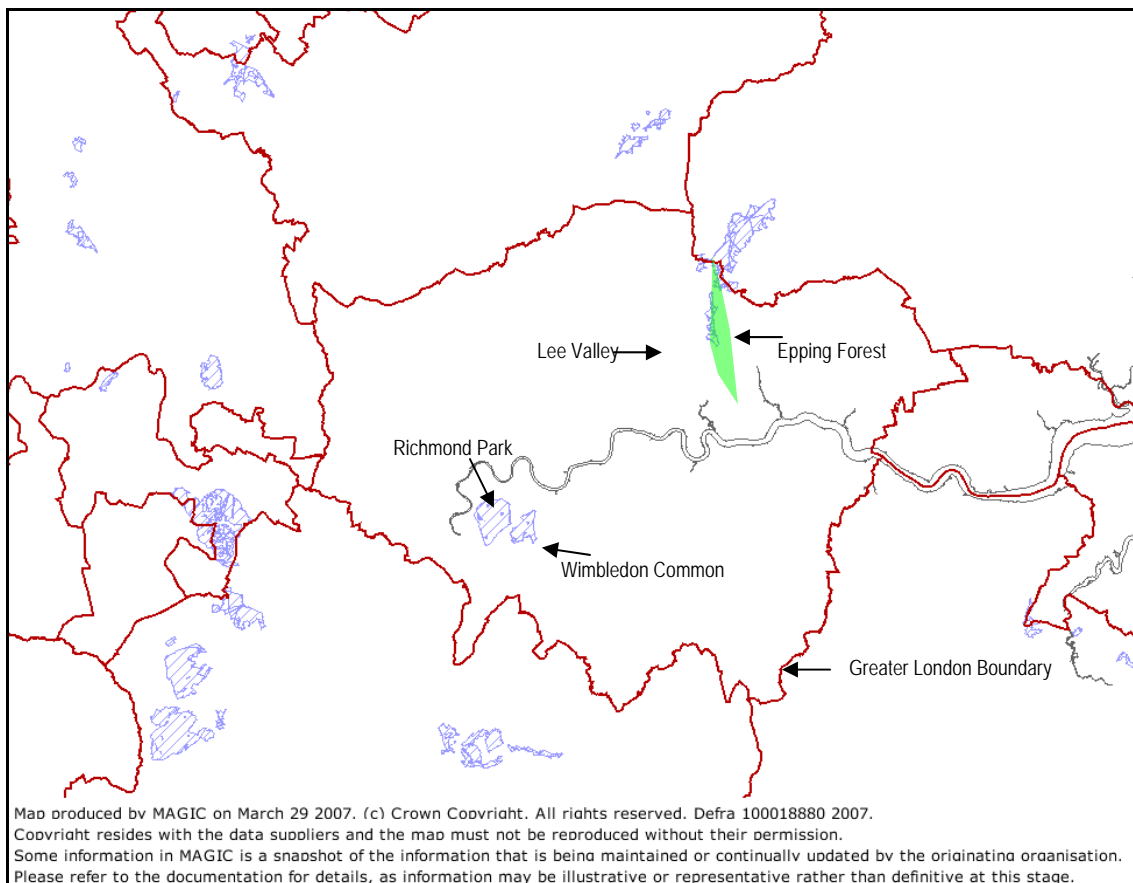 Lee Valley
Epping Forest
Richmond Park
Wimbledon Common
Greater London Boundary
Map produced by MAGIC on March 29 2007. (c) Crown Copyright. All rights reserved. Defra 100018880 2007.
Copyright resides with the data suppliers and the map must not be reproduced without their permission.
Some information in MAGIC is a snapshot of the information that is being maintained or continually updated by the originating organisation.
Please refer to the documentation for details, as information may be illustrative or representative rather than definitive at this stage.